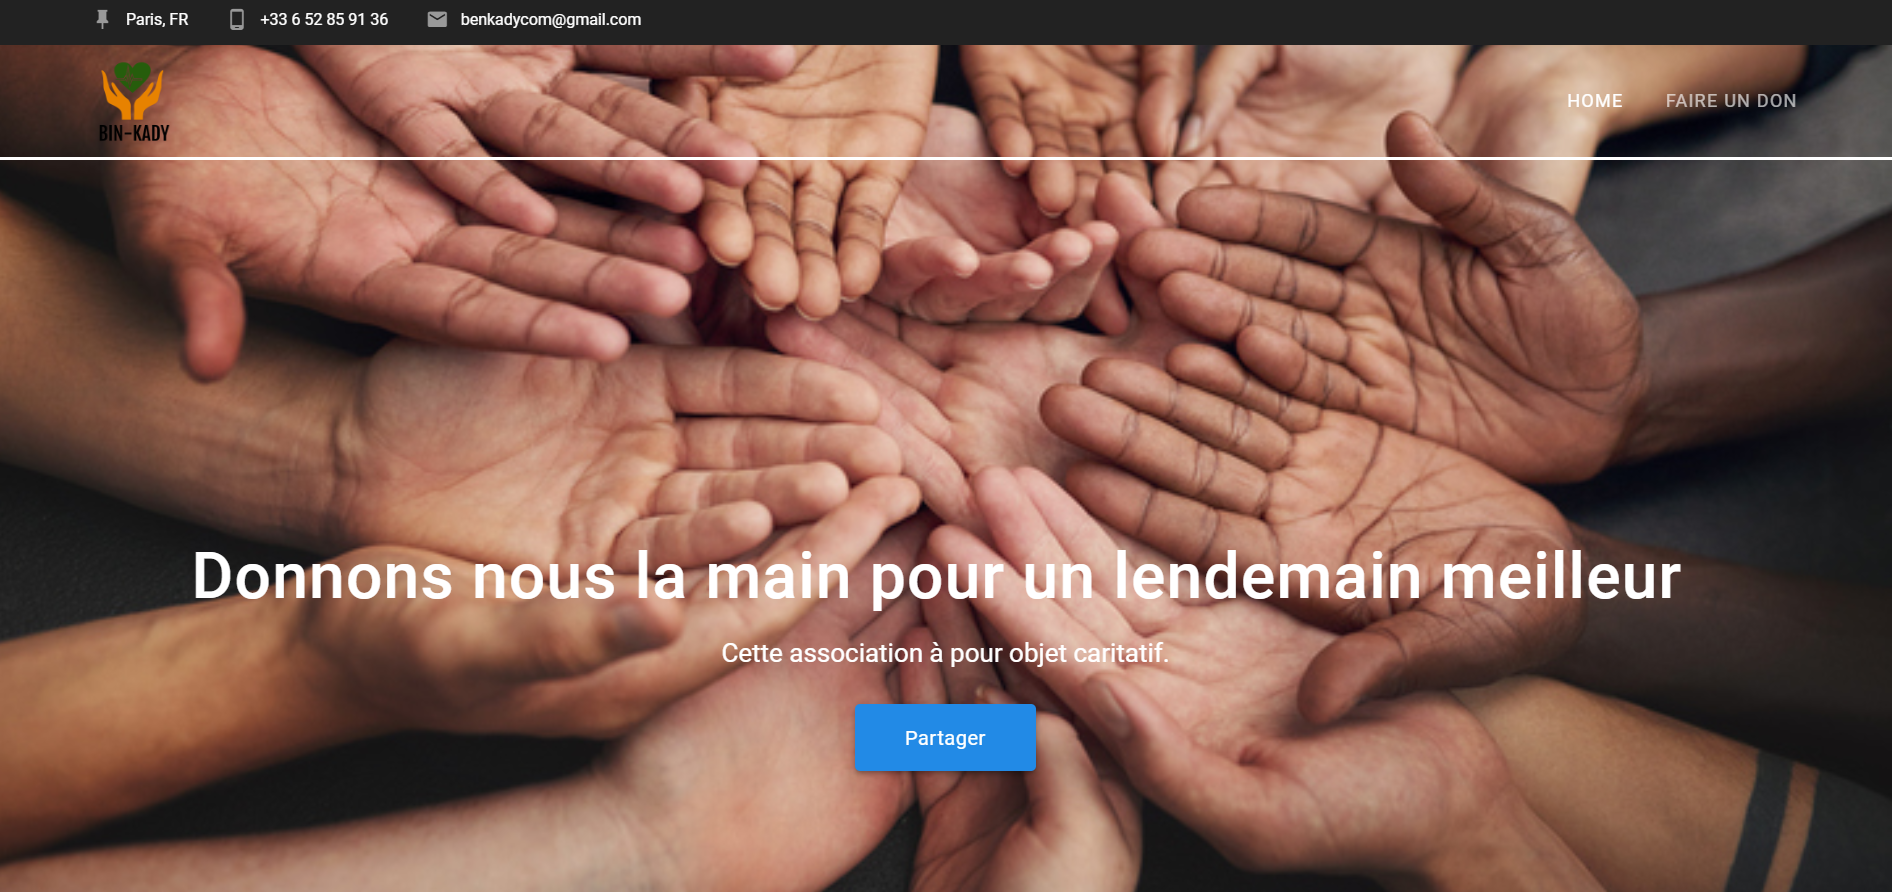 Paris, FR
+33 6 52 85 91 36
benkadycom@gmail.com
BIN-KADY
HOME
FAIRE UN DON
Donnons nous la main pour un lendemain meilleur
Cette association à pour objet caritatif.
Partager